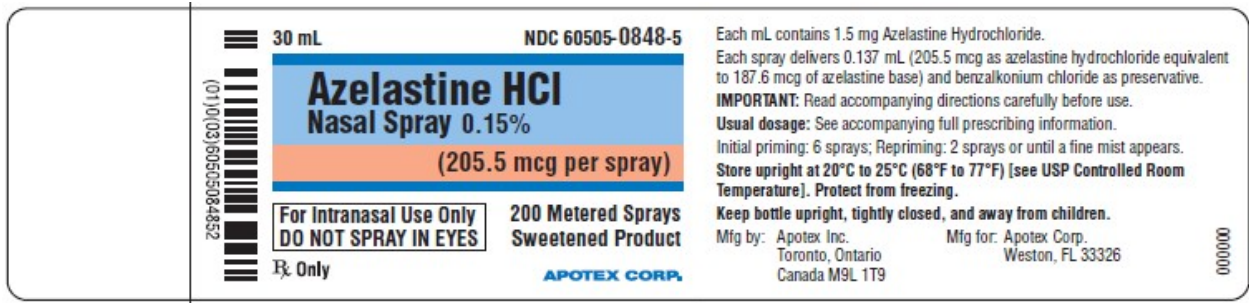 (01)0(03)60505084852
30 mL NDC 60505-0848-5
Azelastine HCl
Nasal Spray 0.15%
(205.5 mcg per spray)
For Intranasal Use Only
DO NOT SPRAY IN EYES
200 Metered Sprays
Sweetened Product
℞ Only
APOTEX CORP.
Each mL contains 1.5 mg Azelastine Hydrochloride.
Each spray delivers 0.137 mL (205.5 mcg as azelastine hydrochloride equivalent
to 187.6 mcg of azelastine base) and benzalkonium chloride as preservative.
IMPORTANT: Read accompanying directions carefully before use.
Usual dosage: See accompanying full prescribing information.
Initial priming: 6 sprays; Repriming: 2 sprays or until a fine mist appears.
Store upright at 20°C to 25°C (68°F to 77°F) [see USP Controlled Room
Temperature]. Protect from freezing.
Keep bottle upright, tightly closed, and away from children.
Mfg by: Apotex Inc.
Toronto, Ontario
Canada M9L 1T9
Mfg for: Apotex Corp.
Weston, FL 33326
000000